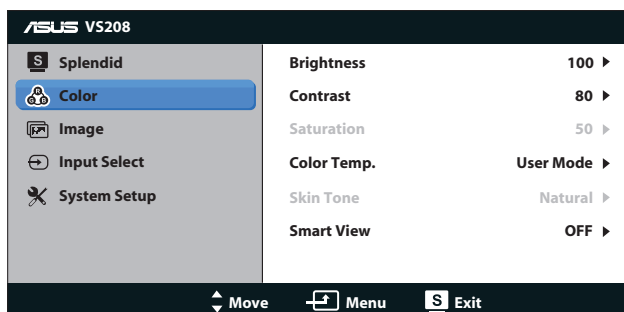 ASUS VS208
S Splendid
Color
Image
Input Select
System Setup
Brightness 100
Contrast 80
Saturation 50
Color Temp. User Mode
Skin Tone Natural
Smart View OFF
Move Menu S Exit